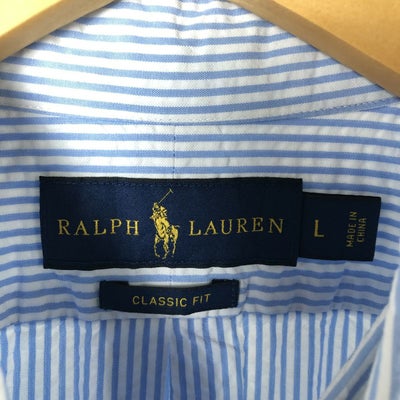 RALPH LAUREN
L
MADE IN
CHINA
CLASSIC FIT